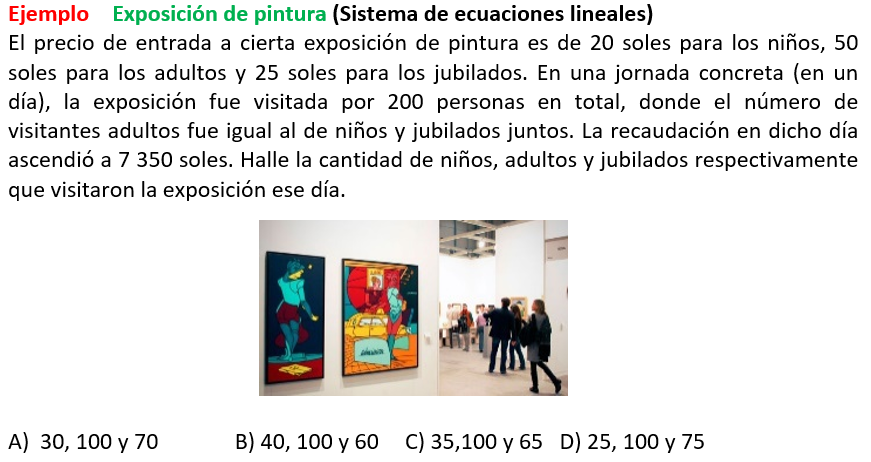 Ejemplo Exposición de pintura (Sistema de ecuaciones lineales)
El precio de entrada a cierta exposición de pintura es de 20 soles para los niños, 50
soles para los adultos y 25 soles para los jubilados. En una jornada concreta (en un
día), la exposición fue visitada por 200 personas en total, donde el número de
visitantes adultos fue igual al de niños y jubilados juntos. La recaudación en dicho día
ascendió a 7 350 soles. Halle la cantidad de niños, adultos y jubilados respectivamente
que visitaron la exposición ese día.
A) 30, 100 y 70 B) 40, 100 y 60 C) 35,100 y 65 D) 25, 100 y 75